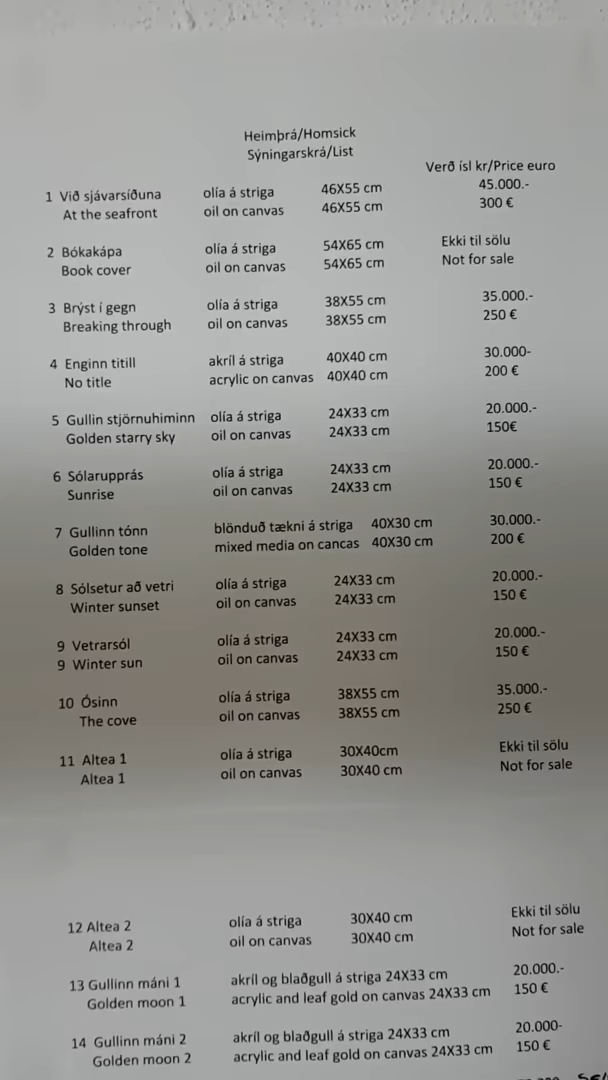 Heimþrá/Homsick
Sýningarskrá/List
Verð ísl kr/Price euro
1 Við sjávarsíðuna olía á striga 46X55 cm 45.000.-
At the seafront oil on canvas 46X55 cm 300 €
2 Bókakápa olía á striga 54X65 cm Ekki til sölu
Book cover oil on canvas 54X65 cm Not for sale
3 Brýst í gegn olía á striga 38X55 cm 35.000.-
Breaking through oil on canvas 38X55 cm 250 €
4 Enginn titill akríl á striga 40X40 cm 30.000-
No title acrylic on canvas 40X40 cm 200 €
5 Gullin stjörnuhiminn olía á striga 24X33 cm 20.000.-
Golden starry sky oil on canvas 24X33 cm 150€
6 Sólarupprás olía á striga 24X33 cm 20.000.-
Sunrise oil on canvas 24X33 cm 150 €
7 Gullinn tónn blönduð tækni á striga 40X30 cm 30.000.-
Golden tone mixed media on cancas 40X30 cm 200 €
8 Sólsetur að vetri olía á striga 24X33 cm 20.000.-
Winter sunset oil on canvas 24X33 cm 150 €
9 Vetrarsól olía á striga 24X33 cm 20.000.-
9 Winter sun oil on canvas 24X33 cm 150 €
10 Ósinn olía á striga 38X55 cm 35.000.-
The cove oil on canvas 38X55 cm 250 €
11 Altea 1 olía á striga 30X40cm Ekki til sölu
Altea 1 oil on canvas 30X40 cm Not for sale
12 Altea 2 olía á striga 30X40 cm Ekki til sölu
Altea 2 oil on canvas 30X40 cm Not for sale
13 Gullinn máni 1 akríl og blaðgull á striga 24X33 cm 20.000.-
Golden moon 1 acrylic and leaf gold on canvas 24X33 cm 150 €
14 Gullinn máni 2 akríl og blaðgull á striga 24X33 cm 20.000-
Golden moon 2 acrylic and leaf gold on canvas 24X33 cm 150 €